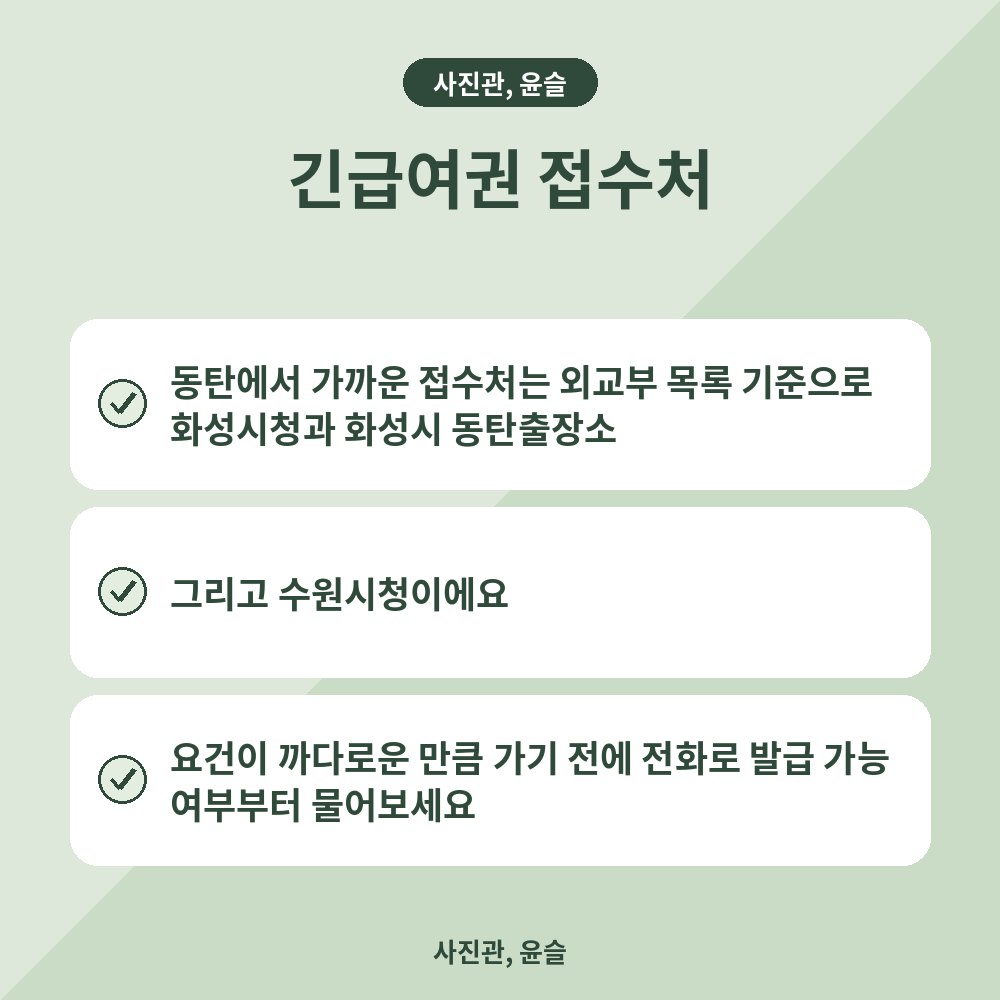 사진관, 윤슬
긴급여권 접수처
동탄에서 가까운 접수처는 외교부 목록 기준으로
화성시청과 화성시 동탄출장소
그리고 수원시청이에요
요건이 까다로운 만큼 가기 전에 전화로 발급 가능
여부부터 물어보세요
사진관, 윤슬